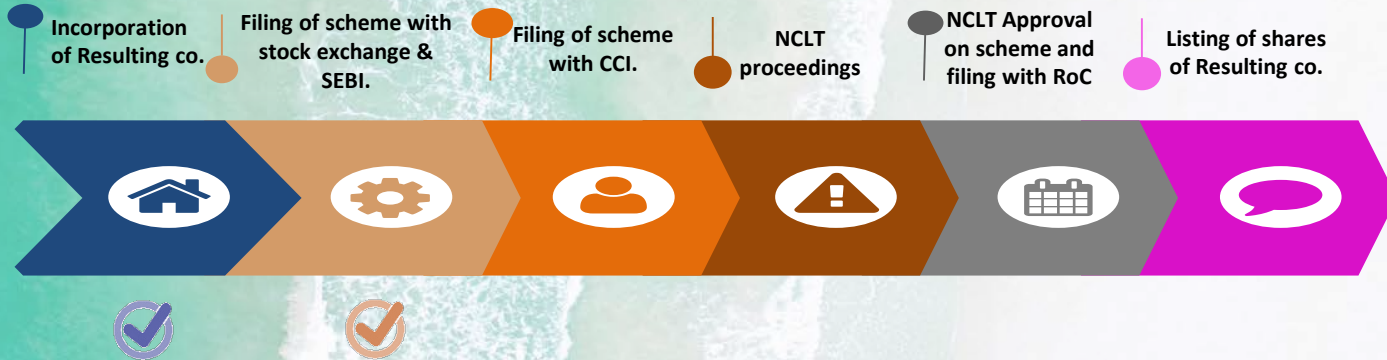 Incorporation
of Resulting co.
Filing of scheme with
stock exchange &
SEBI.
Filing of scheme
with CCI.
NCLT
proceedings
NCLT Approval
on scheme and
filing with RoC
Listing of shares
of Resulting co.